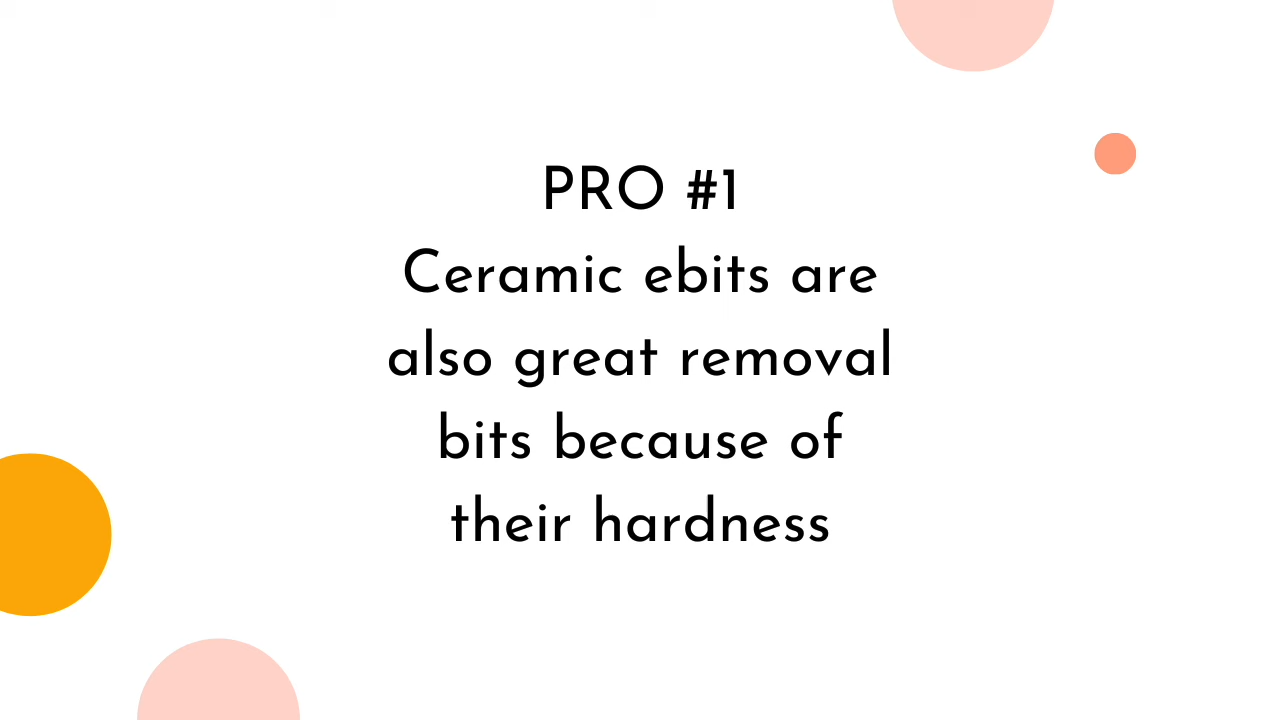 PRO #1
Ceramic ebits are
also great removal
bits because of
their hardness